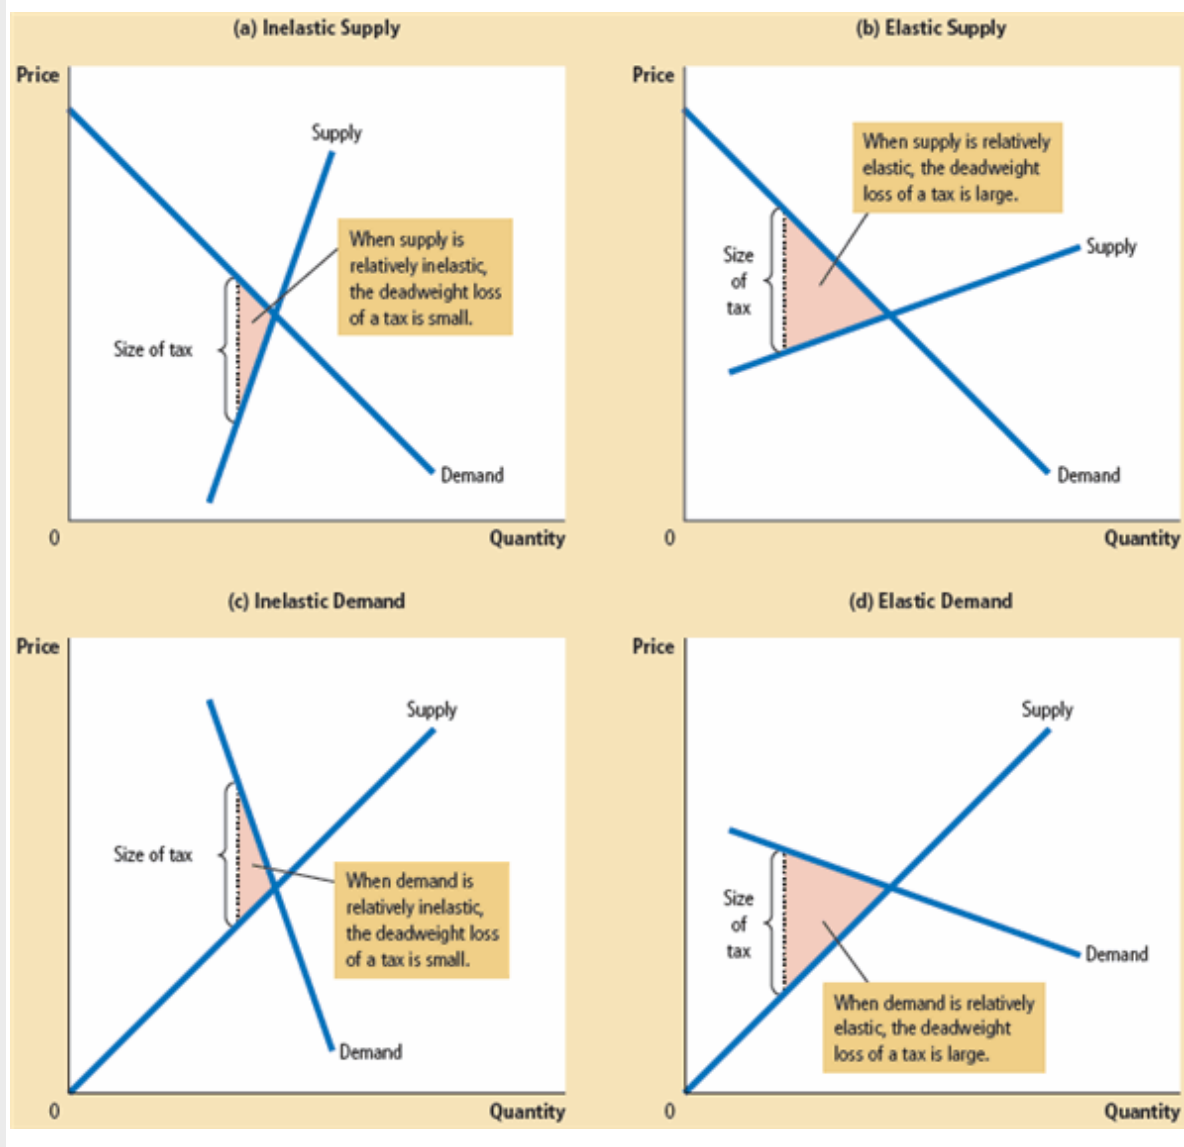 (a) Inelastic Supply
Price
Supply
When supply is
relatively inelastic,
the deadweight loss
of a tax is small.
Size of tax
Demand
0
Quantity
(b) Elastic Supply
Price
When supply is relatively
elastic, the deadweight
loss of a tax is large.
Size
of
tax
Supply
Demand
0
Quantity
(c) Inelastic Demand
Price
Supply
Size of tax
When demand is
relatively inelastic,
the deadweight loss
of a tax is small.
Demand
0
Quantity
(d) Elastic Demand
Price
Supply
Size
of
tax
Demand
When demand is relatively
elastic, the deadweight
loss of a tax is large.
0
Quantity